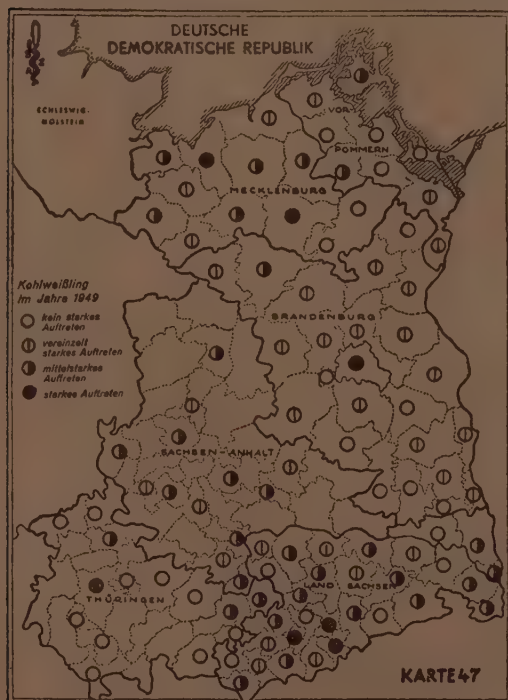 DEUTSCHE
DEMOKRATISCHE REPUBLIK
SCHLESWIG-
HOLSTEIN
VOR-
POMMERN
MECKLENBURG
Kohlweißling
im Jahre 1949
kein starkes
Auftreten
vereinzelt
starkes Auftreten
mittelstarkes
Auftreten
starkes Auftreten
BRANDENBURG
SACHSEN-ANHALT
LAND SACHSEN
THÜRINGEN
KARTE 47